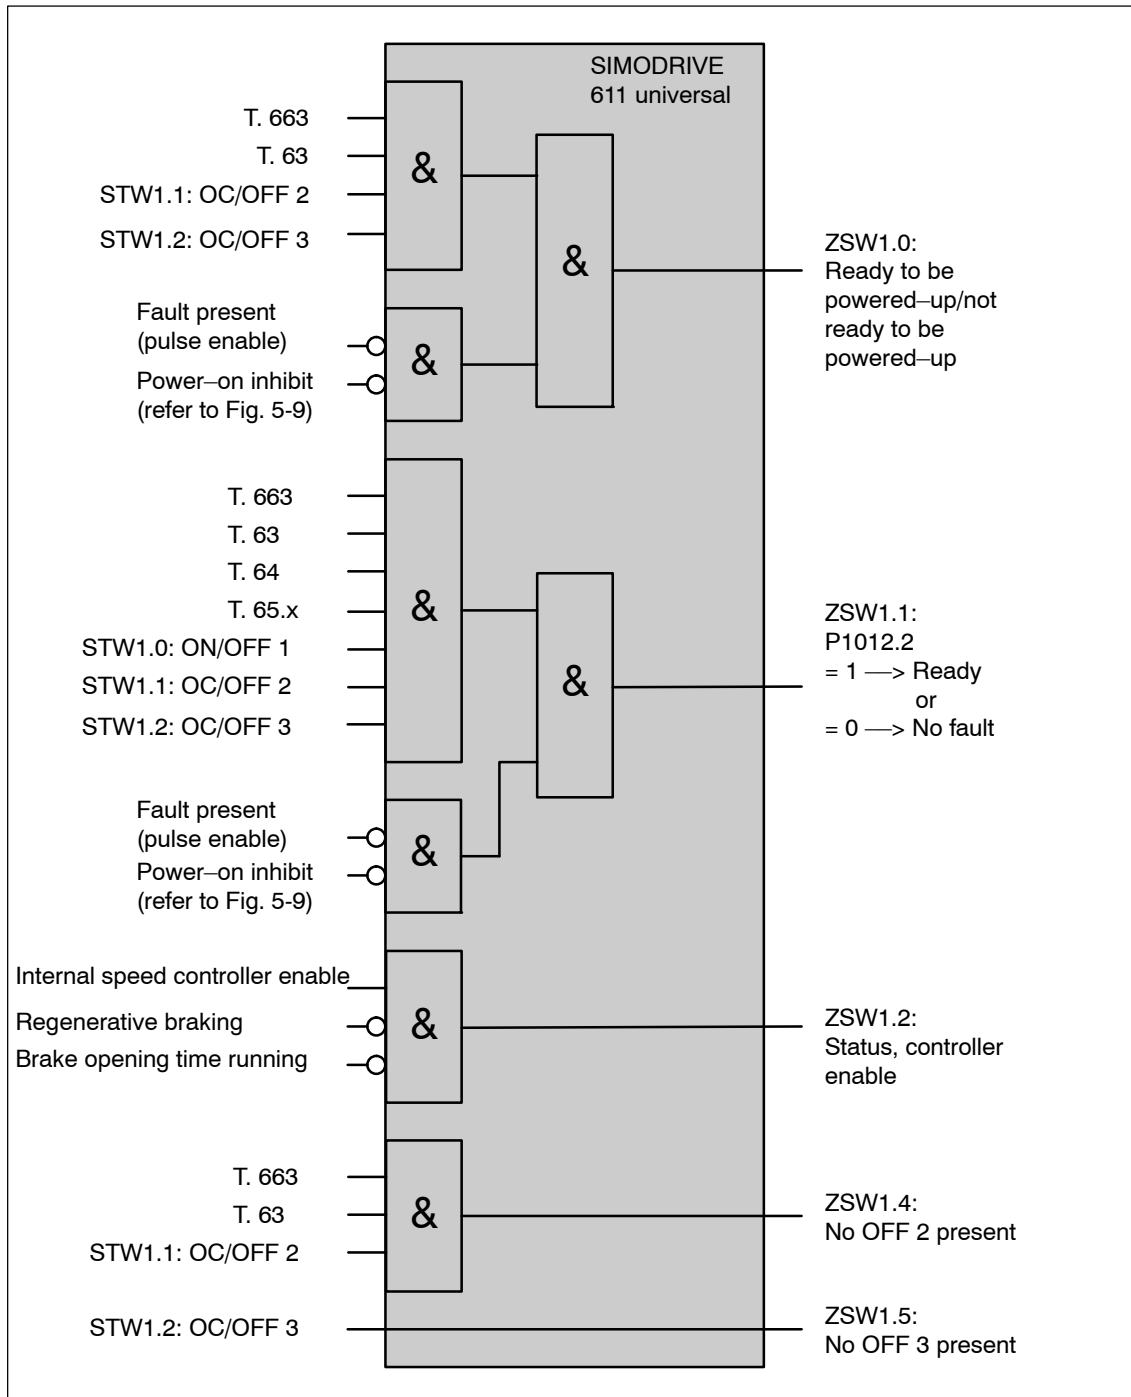 SIMODRIVE
611 universal
T. 663
T. 63
STW1.1: OC/OFF 2
STW1.2: OC/OFF 3
&
&
ZSW1.0:
Ready to be
powered–up/not
ready to be
powered–up
Fault present
(pulse enable)
Power–on inhibit
(refer to Fig. 5-9)
&
T. 663
T. 63
T. 64
T. 65.x
STW1.0: ON/OFF 1
STW1.1: OC/OFF 2
STW1.2: OC/OFF 3
&
&
ZSW1.1:
P1012.2
= 1 —> Ready
or
= 0 —> No fault
Fault present
(pulse enable)
Power–on inhibit
(refer to Fig. 5-9)
&
Internal speed controller enable
Regenerative braking
Brake opening time running
&
ZSW1.2:
Status, controller
enable
T. 663
T. 63
STW1.1: OC/OFF 2
&
ZSW1.4:
No OFF 2 present
STW1.2: OC/OFF 3
ZSW1.5:
No OFF 3 present